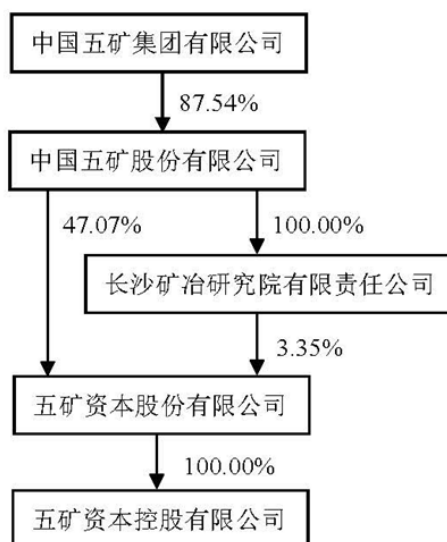 中国五矿集团有限公司
87.54%
中国五矿股份有限公司
47.07%
100.00%
长沙矿冶研究院有限责任公司
3.35%
五矿资本股份有限公司
100.00%
五矿资本控股有限公司